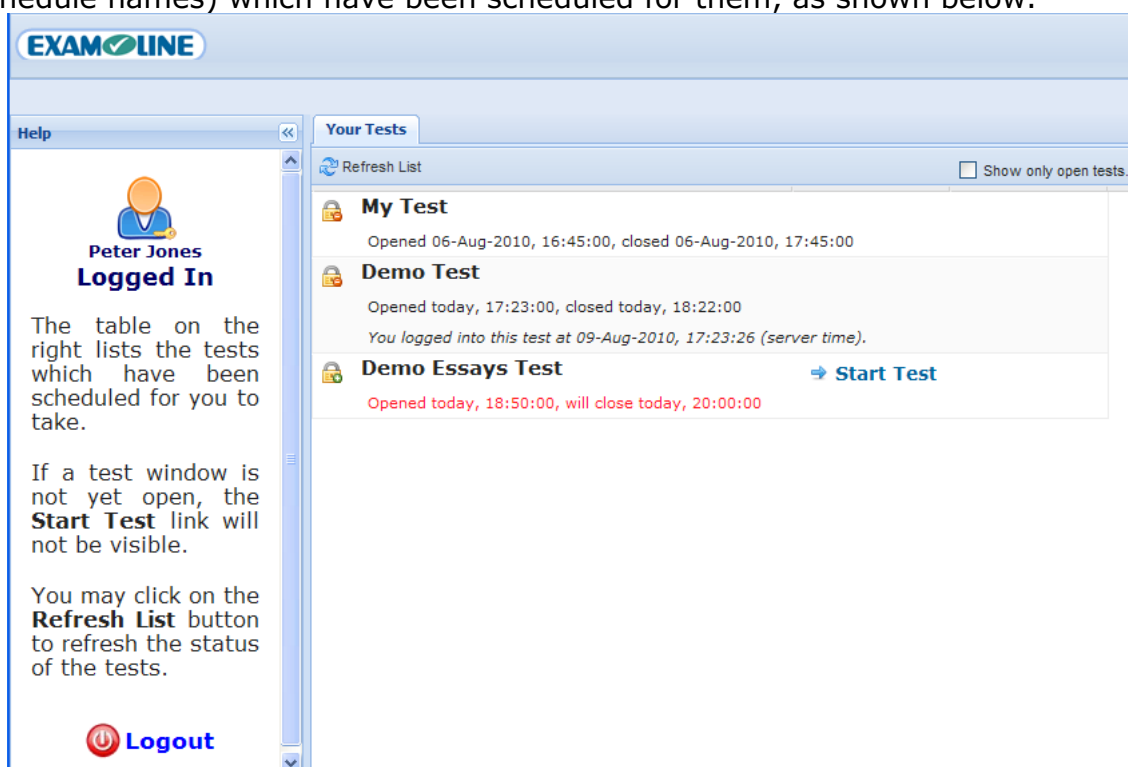 hedule names) which have been scheduled for them, as shown below.
EXAMLINE
Help
Your Tests
Refresh List
Show only open tests.
Peter Jones
Logged In
The table on the
right lists the tests
which have been
scheduled for you to
take.
If a test window is
not yet open, the
Start Test link will
not be visible.
You may click on the
Refresh List button
to refresh the status
of the tests.
Logout
My Test
Opened 06-Aug-2010, 16:45:00, closed 06-Aug-2010, 17:45:00
Demo Test
Opened today, 17:23:00, closed today, 18:22:00
You logged into this test at 09-Aug-2010, 17:23:26 (server time).
Demo Essays Test
Start Test
Opened today, 18:50:00, will close today, 20:00:00